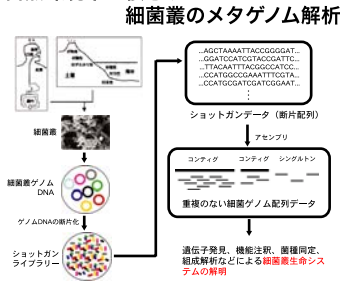 細菌叢のメタゲノム解析
土壌
海洋
細菌叢
細菌叢ゲノム
DNA
ゲノムDNAの断片化
ショットガン
ライブラリー
...AGCTAAAATTACCGGGGAT...
...GGATCCATCGTACCGATTC...
...TTACAATTTACGGCCATCC...
...CCATGGCCGAAATTTCGTA...
...CCATGCGATCGATCGGAAT...
ショットガンデータ（断片配列）
アセンブリ
コンティグ コンティグ シングルトン
重複のない細菌ゲノム配列データ
遺伝子発見、機能注釈、菌種同定、
組成解析などによる細菌叢生命シス
テムの解明